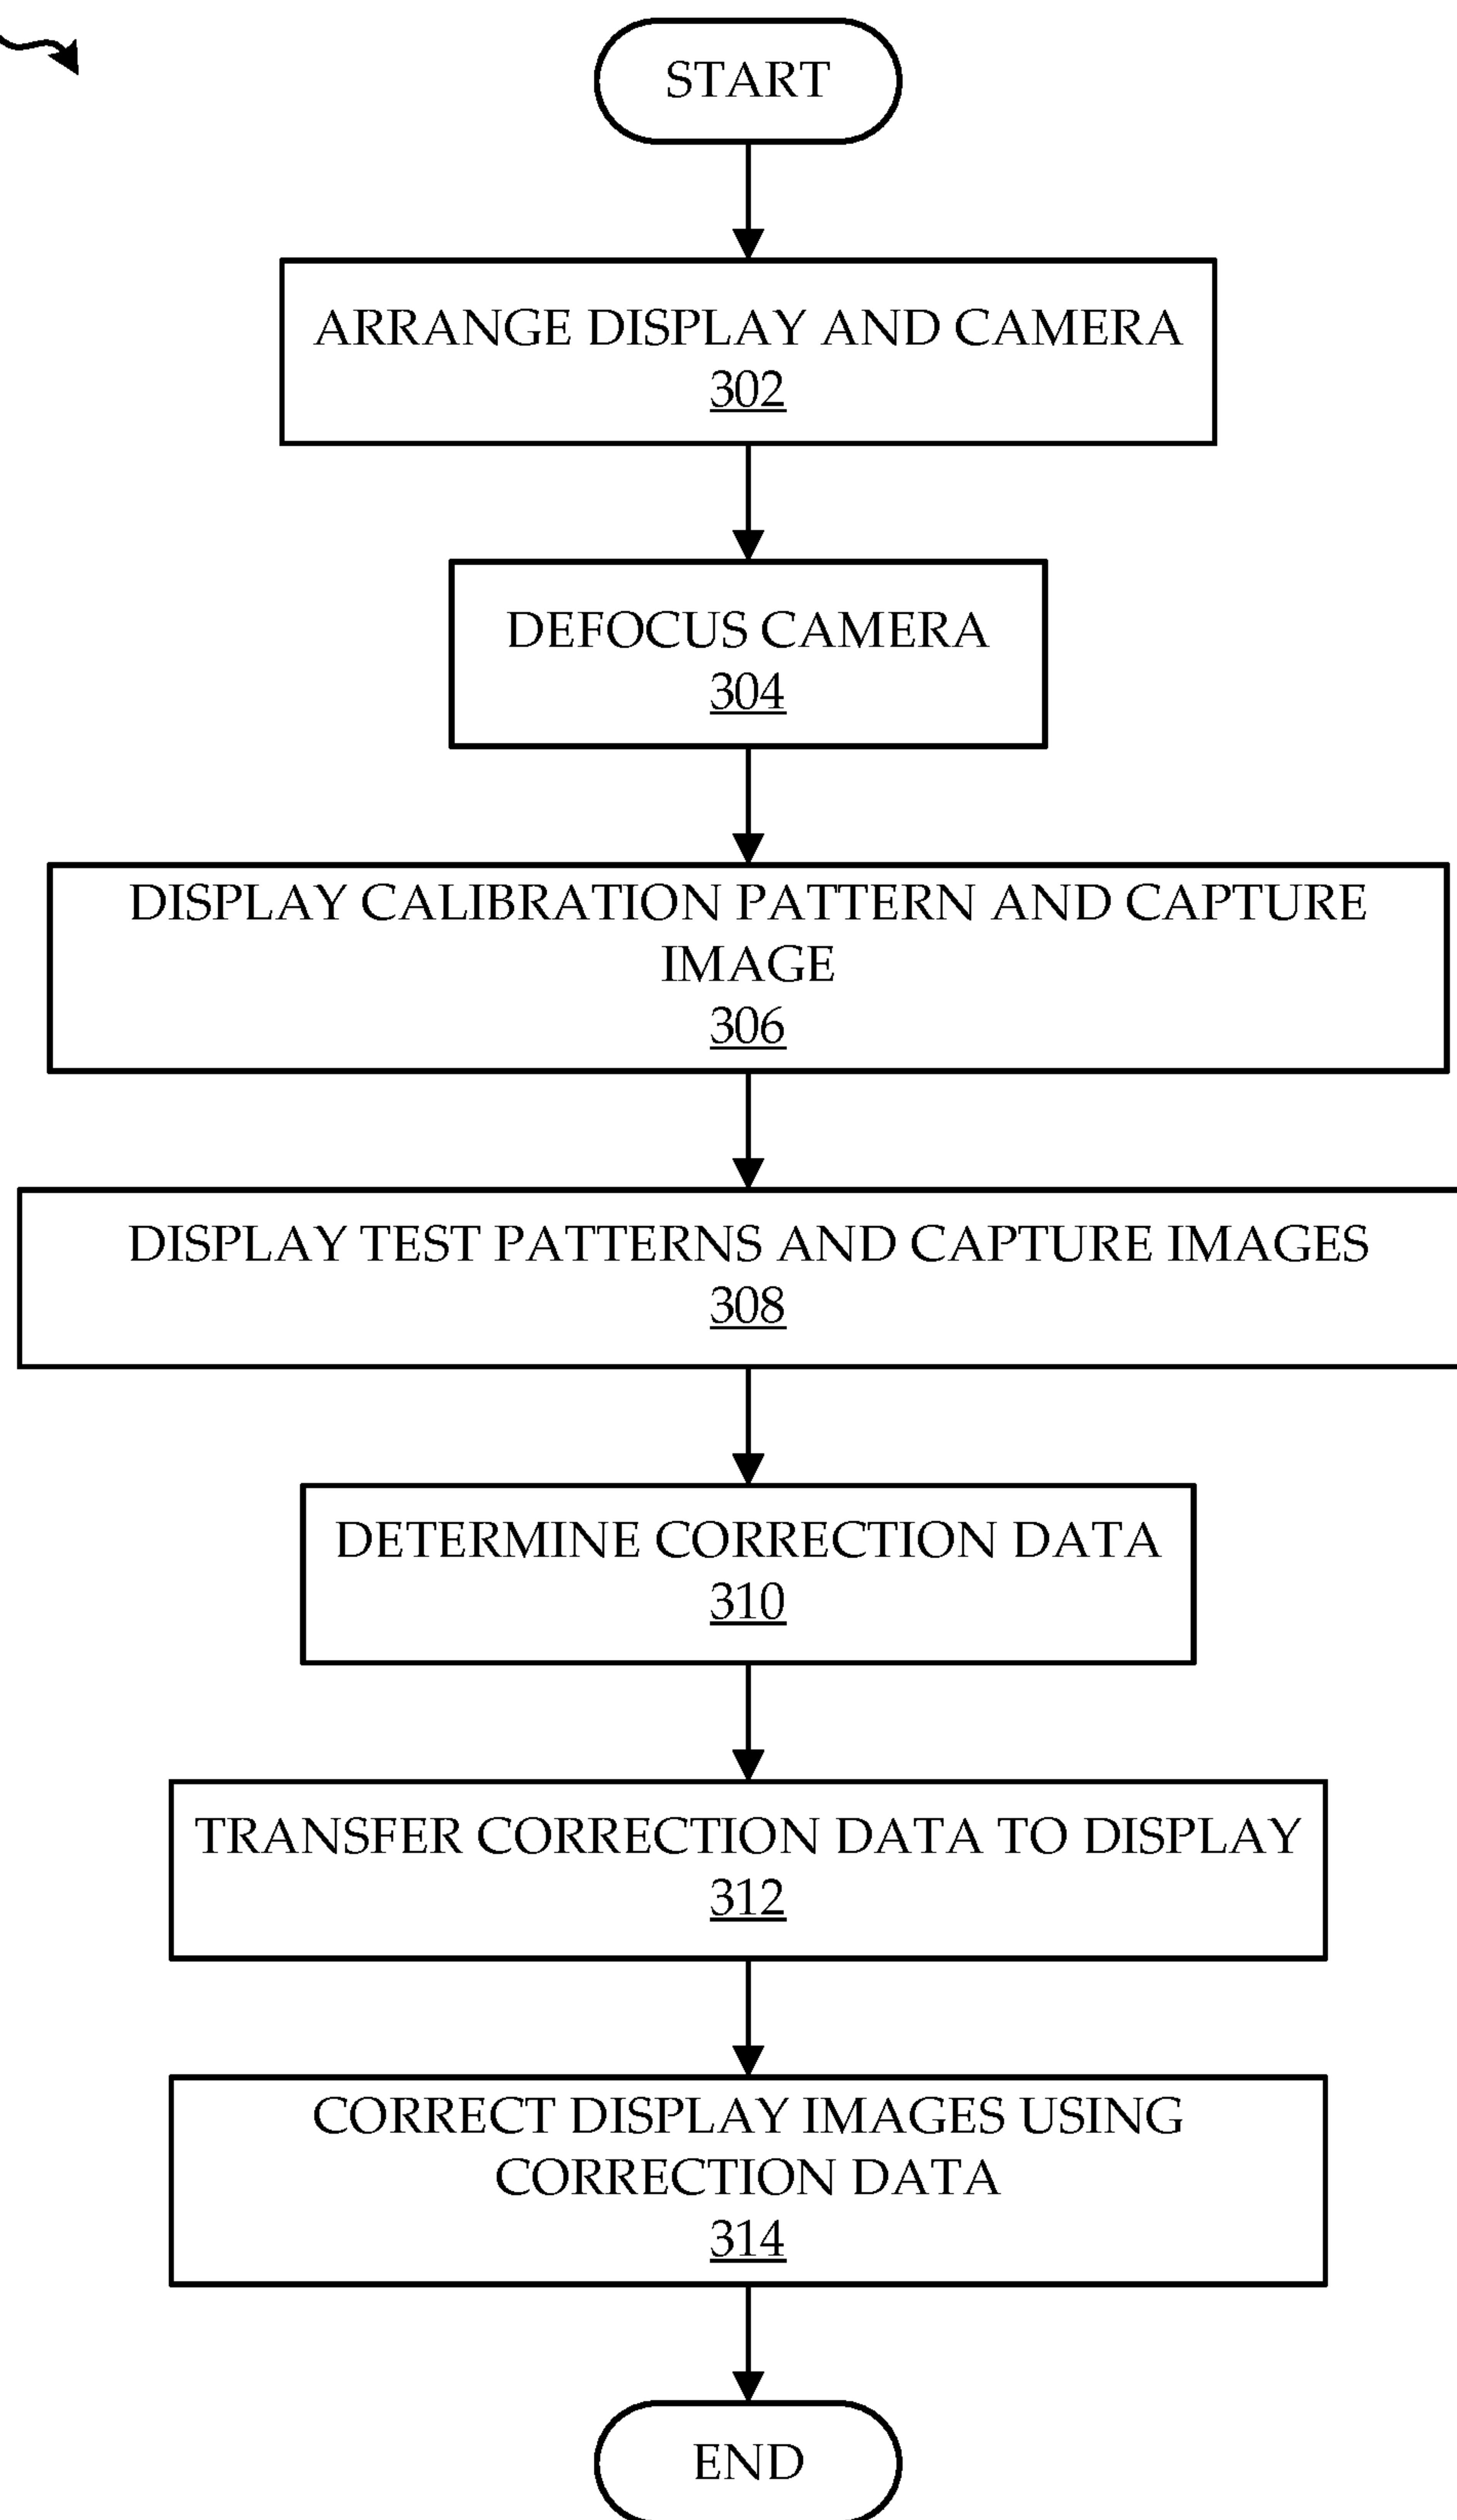 START
ARRANGE DISPLAY AND CAMERA
302
DEFOCUS CAMERA
304
DISPLAY CALIBRATION PATTERN AND CAPTURE
IMAGE
306
DISPLAY TEST PATTERNS AND CAPTURE IMAGES
308
DETERMINE CORRECTION DATA
310
TRANSFER CORRECTION DATA TO DISPLAY
312
CORRECT DISPLAY IMAGES USING
CORRECTION DATA
314
END